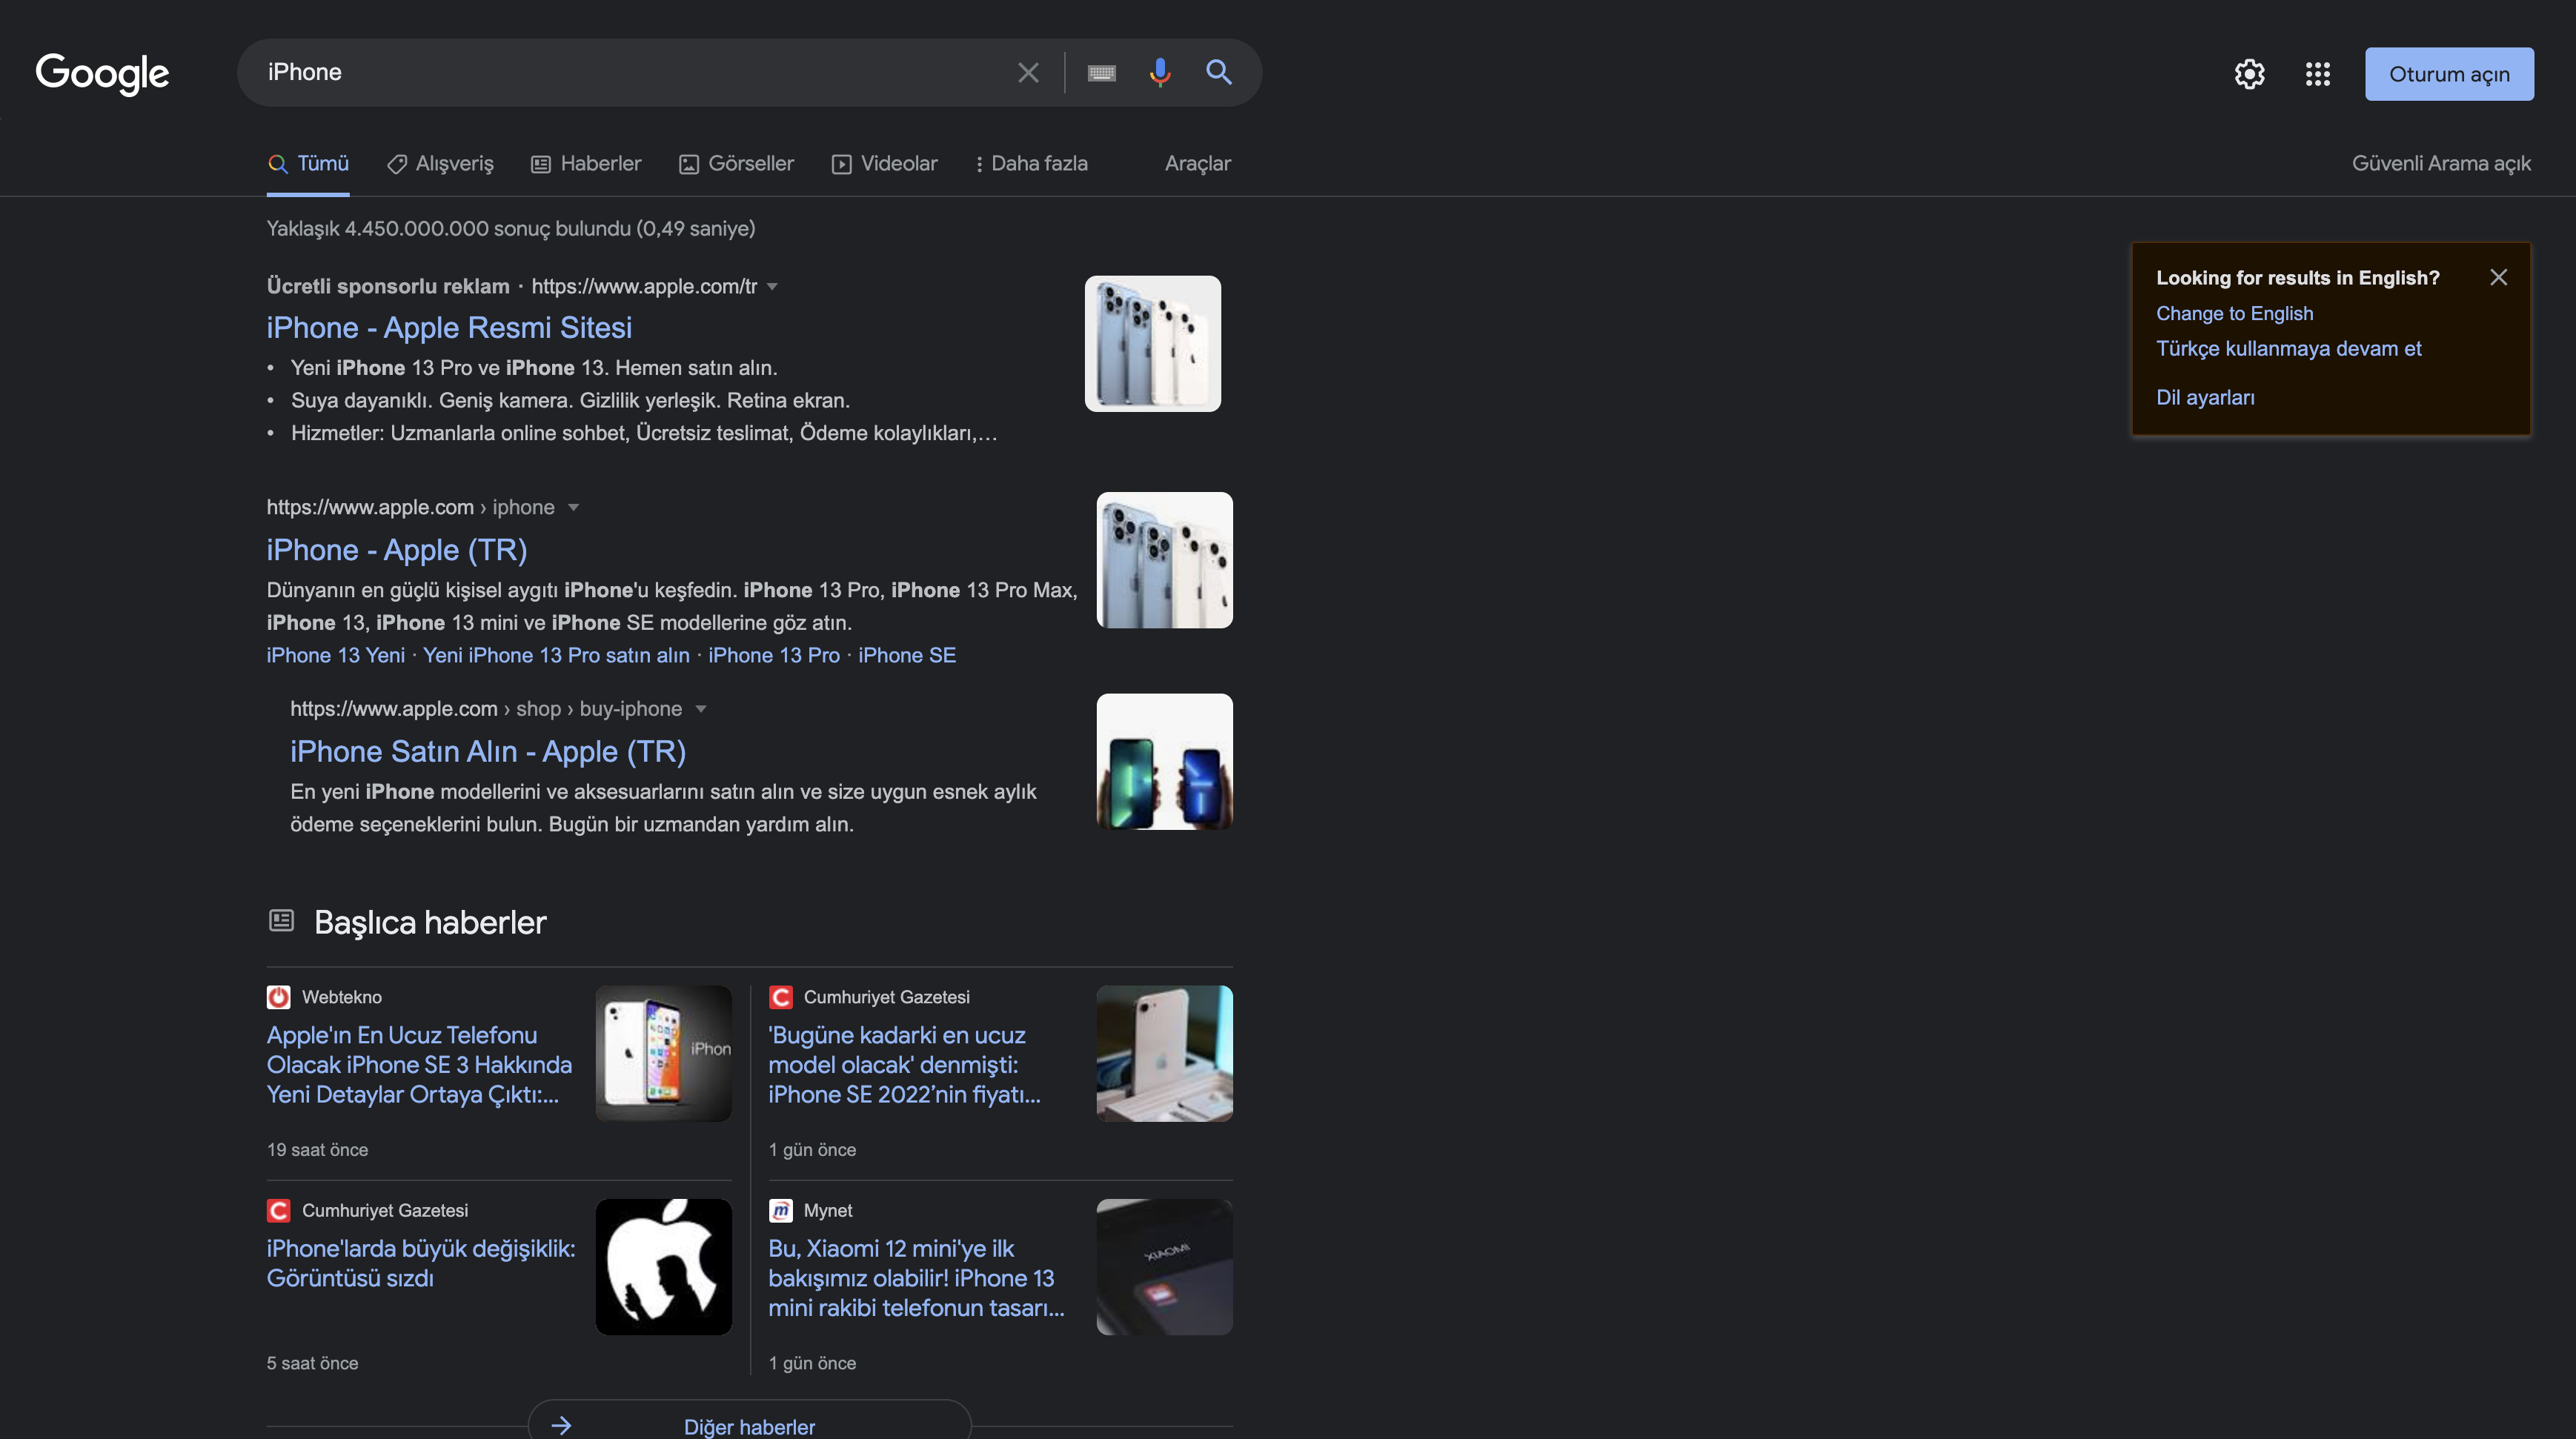 Google
iPhone
Oturum açın
Tümü
Alışveriş
Haberler
Görseller
Videolar
Daha fazla
Araçlar
Güvenli Arama açık
Yaklaşık 4.450.000.000 sonuç bulundu (0,49 saniye)
Ücretli sponsorlu reklam · https://www.apple.com/tr
iPhone - Apple Resmi Sitesi
• Yeni iPhone 13 Pro ve iPhone 13. Hemen satın alın.
• Suya dayanıklı. Geniş kamera. Gizlilik yerleşik. Retina ekran.
• Hizmetler: Uzmanlarla online sohbet, Ücretsiz teslimat, Ödeme kolaylıkları,…
Looking for results in English?
Change to English
Türkçe kullanmaya devam et
Dil ayarları
https://www.apple.com › iphone
iPhone - Apple (TR)
Dünyanın en güçlü kişisel aygıtı iPhone'u keşfedin. iPhone 13 Pro, iPhone 13 Pro Max,
iPhone 13, iPhone 13 mini ve iPhone SE modellerine göz atın.
iPhone 13 Yeni · Yeni iPhone 13 Pro satın alın · iPhone 13 Pro · iPhone SE
https://www.apple.com › shop › buy-iphone
iPhone Satın Alın - Apple (TR)
En yeni iPhone modellerini ve aksesuarlarını satın alın ve size uygun esnek aylık
ödeme seçeneklerini bulun. Bugün bir uzmandan yardım alın.
Başlıca haberler
Webtekno
Apple'ın En Ucuz Telefonu
Olacak iPhone SE 3 Hakkında
Yeni Detaylar Ortaya Çıktı:...
19 saat önce
iPhon
Cumhuriyet Gazetesi
'Bugüne kadarki en ucuz
model olacak' denmişti:
iPhone SE 2022’nin fiyatı...
1 gün önce
Cumhuriyet Gazetesi
iPhone'larda büyük değişiklik:
Görüntüsü sızdı
5 saat önce
Mynet
Bu, Xiaomi 12 mini'ye ilk
bakışımız olabilir! iPhone 13
mini rakibi telefonun tasarı...
1 gün önce
XIAOMI
Diğer haberler